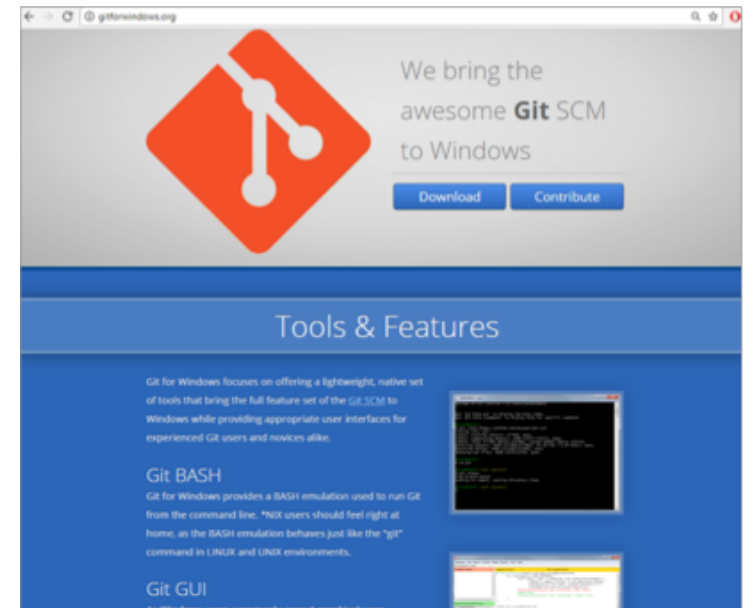 gitforwindows.org
We bring the
awesome Git SCM
to Windows
Download
Contribute
Tools & Features
Git for Windows focuses on offering a lightweight, native set
of tools that bring the full feature set of the Git SCM to
Windows while providing appropriate user interfaces for
experienced Git users and novices alike.
Git BASH
Git for Windows provides a BASH emulation used to run Git
from the command line. *NIX users should feel right at
home, as the BASH emulation behaves just like the "git"
command in LINUX and UNIX environments.
Git GUI